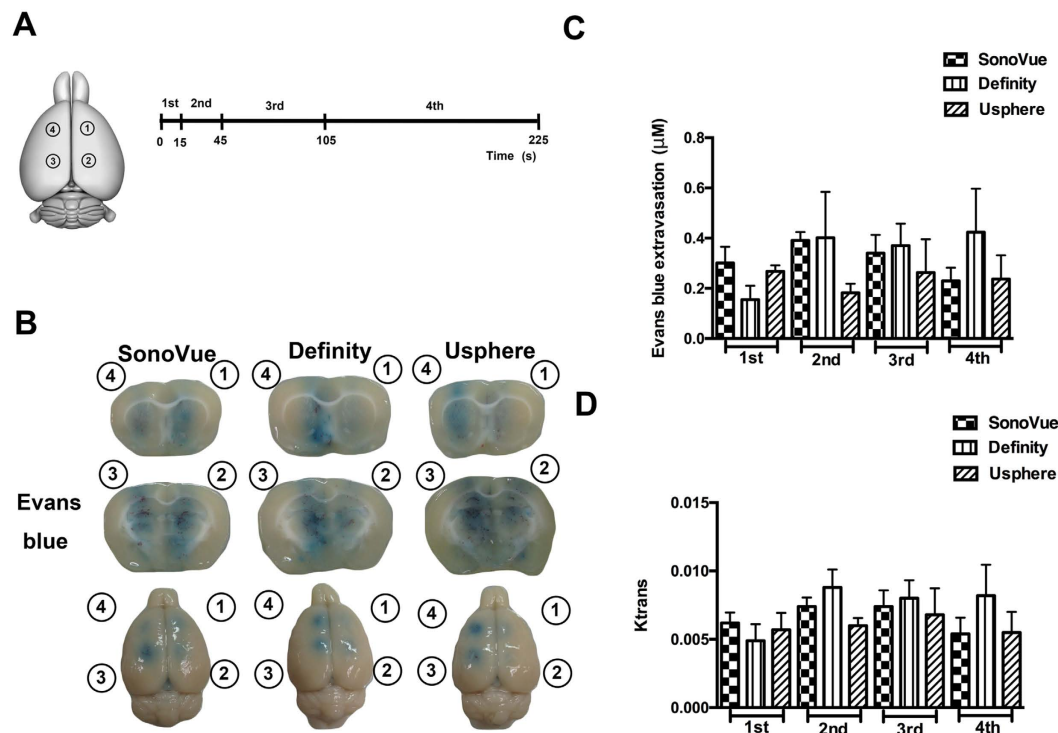 A
1st 2nd 3rd 4th
0 15 45 105 225
Time (s)
4 1
3 2
B
SonoVue Definity Usphere
4 1 4 1 4 1
3 2 3 2 3 2
Evans
blue
4 1 4 1 4 1
3 2 3 2 3 2
C
SonoVue
Definity
Usphere
Evans blue extravasation (μM)
0.8
0.6
0.4
0.2
0.0
1st 2nd 3rd 4th
D
SonoVue
Definity
Usphere
Ktrans
0.015
0.010
0.005
0.000
1st 2nd 3rd 4th